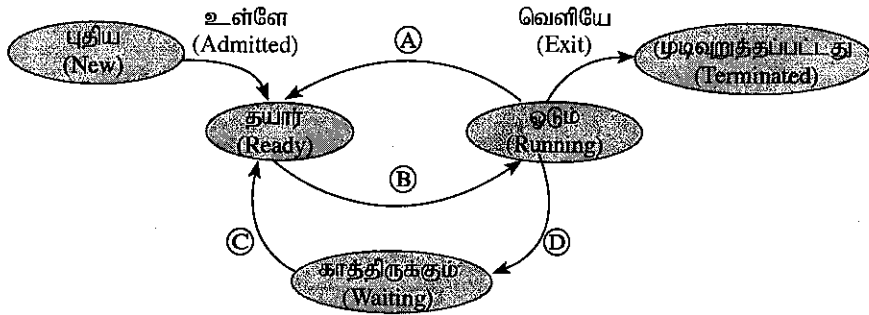 புதிய
(New)
உள்ளே
(Admitted)
Ⓐ
வெளியே
(Exit)
முடிவுறுத்தப்பட்டது
(Terminated)
தயார்
(Ready)
ஓடும்
(Running)
Ⓑ
Ⓒ
Ⓓ
காத்திருக்கும்
(Waiting)